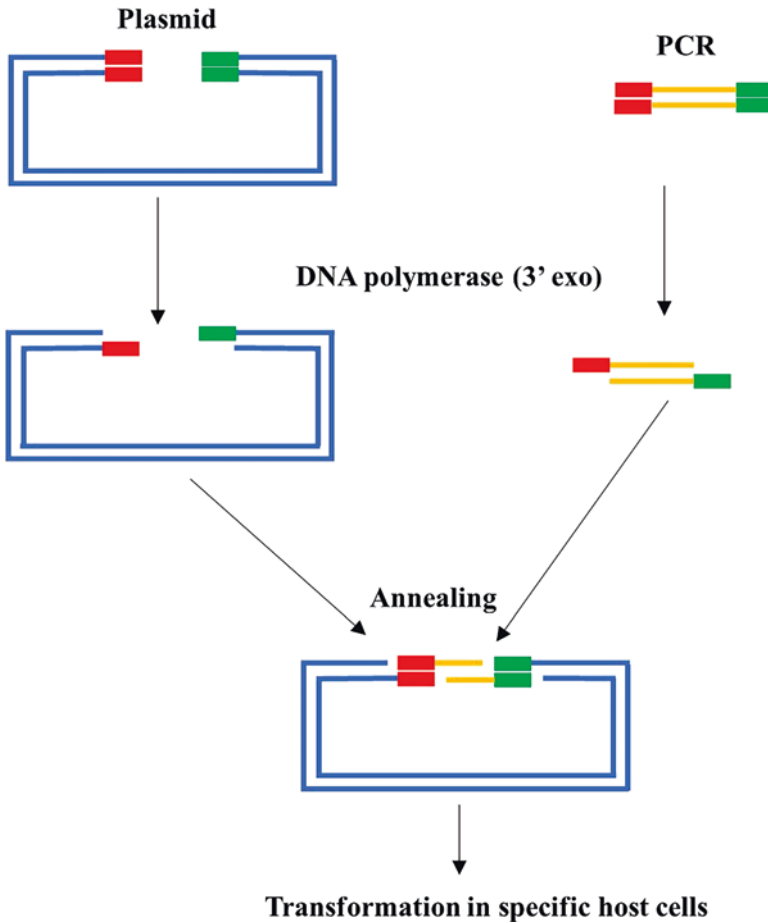 Plasmid
PCR
DNA polymerase (3’ exo)
Annealing
Transformation in specific host cells